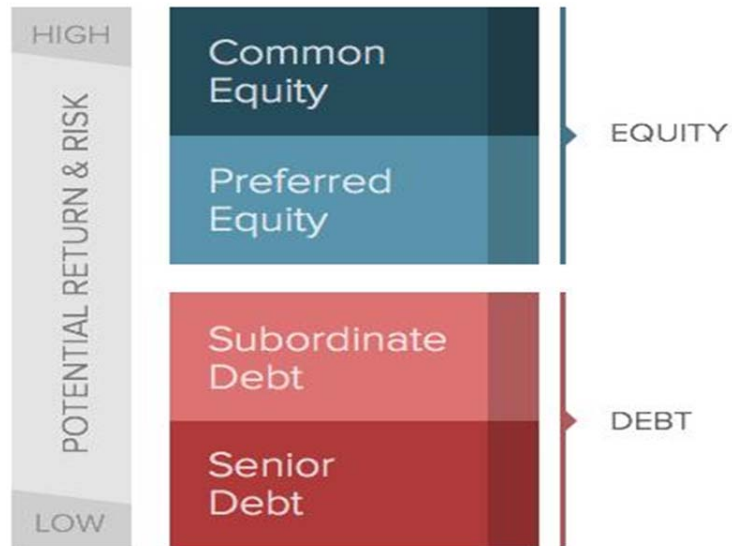 HIGH
POTENTIAL RETURN & RISK
LOW
Common
Equity
Preferred
Equity
EQUITY
Subordinate
Debt
Senior
Debt
DEBT